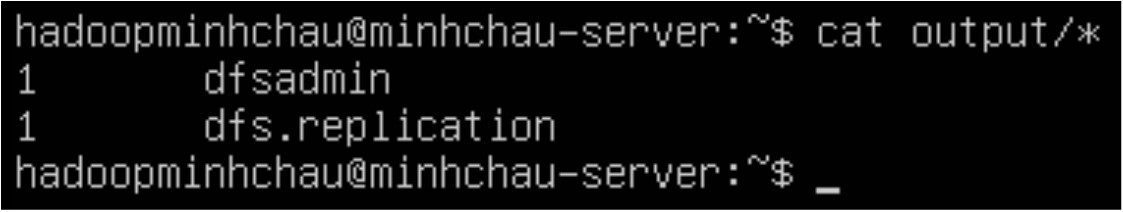 hadoopminhchau@minhchau-server:~$ cat output/*
1       dfsadmin
1       dfs.replication
hadoopminhchau@minhchau-server:~$ _